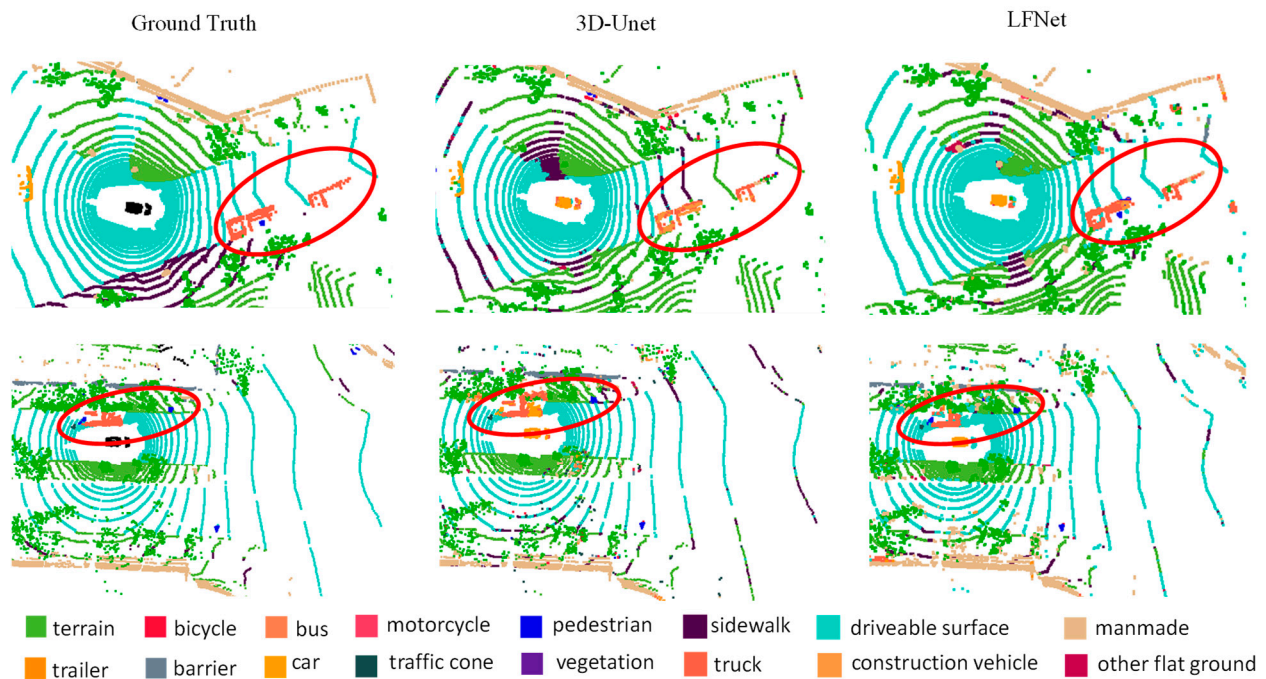 Ground Truth 3D-Unet LFNet
terrain bicycle bus motorcycle pedestrian sidewalk driveable surface manmade
trailer barrier car traffic cone vegetation truck construction vehicle other flat ground